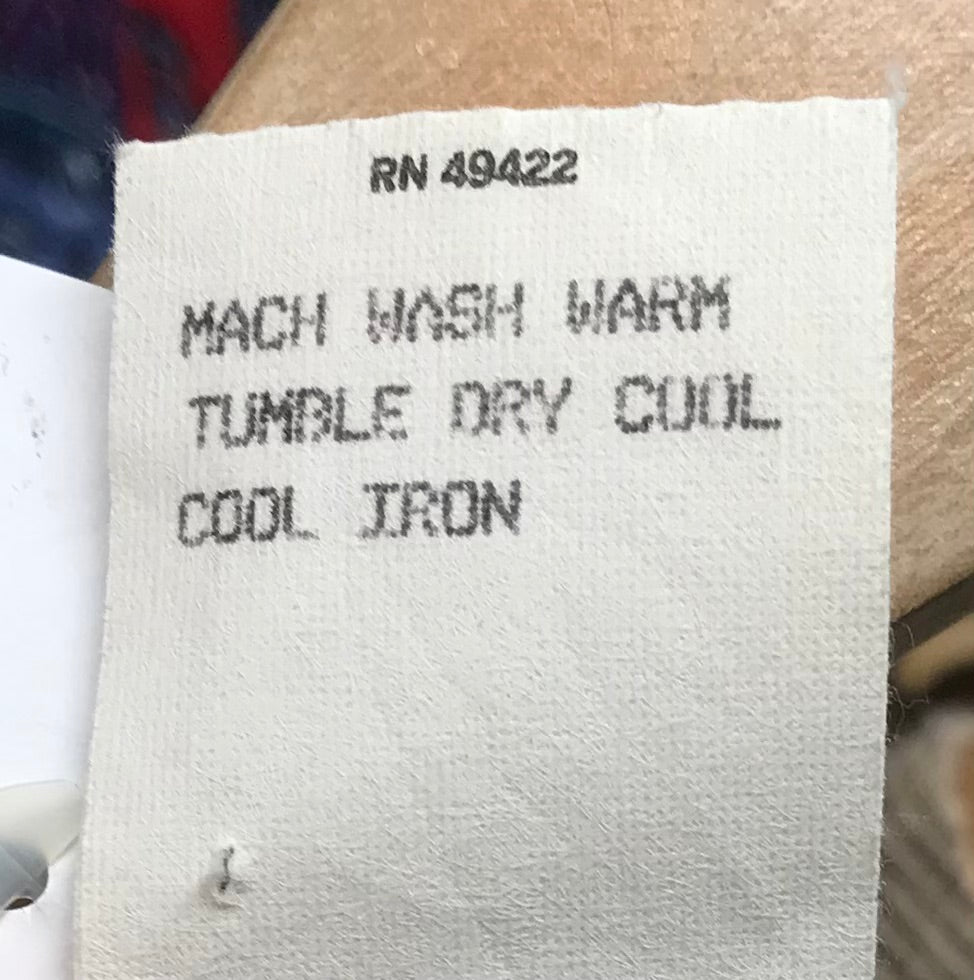 RN 49422
MACH WASH WARM
TUMBLE DRY COOL
COOL IRON